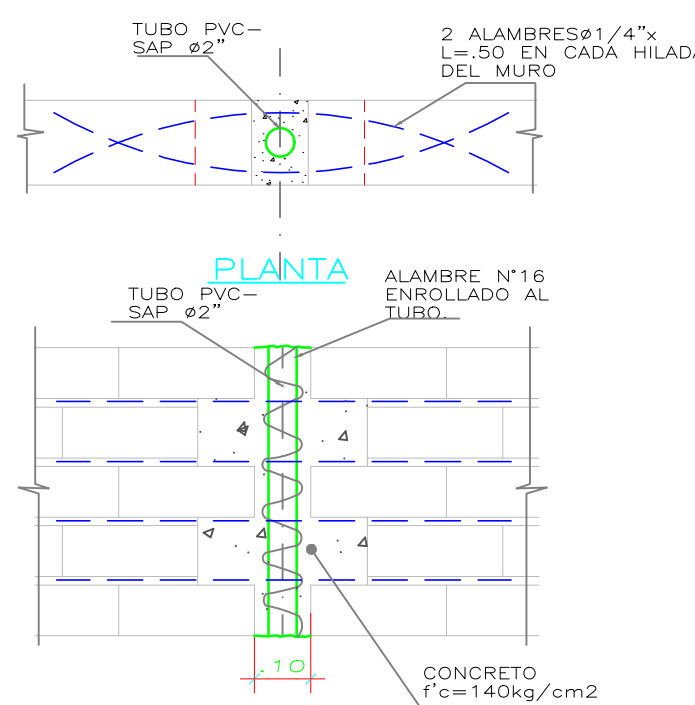 TUBO PVC-
SAP ø2”
2 ALAMBRESø1/4”x
L=.50 EN CADA HILADA
DEL MURO
PLANTA
TUBO PVC-
SAP ø2”
ALAMBRE N°16
ENROLLADO AL
TUBO.
.10
CONCRETO
f'c=140kg/cm2